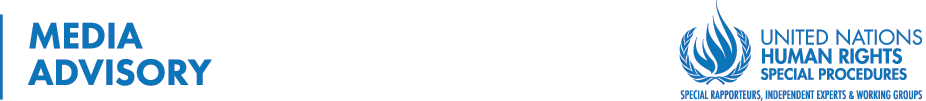 MEDIA
ADVISORY
UNITED NATIONS
HUMAN RIGHTS
SPECIAL PROCEDURES
SPECIAL RAPPORTEURS, INDEPENDENT EXPERTS & WORKING GROUPS